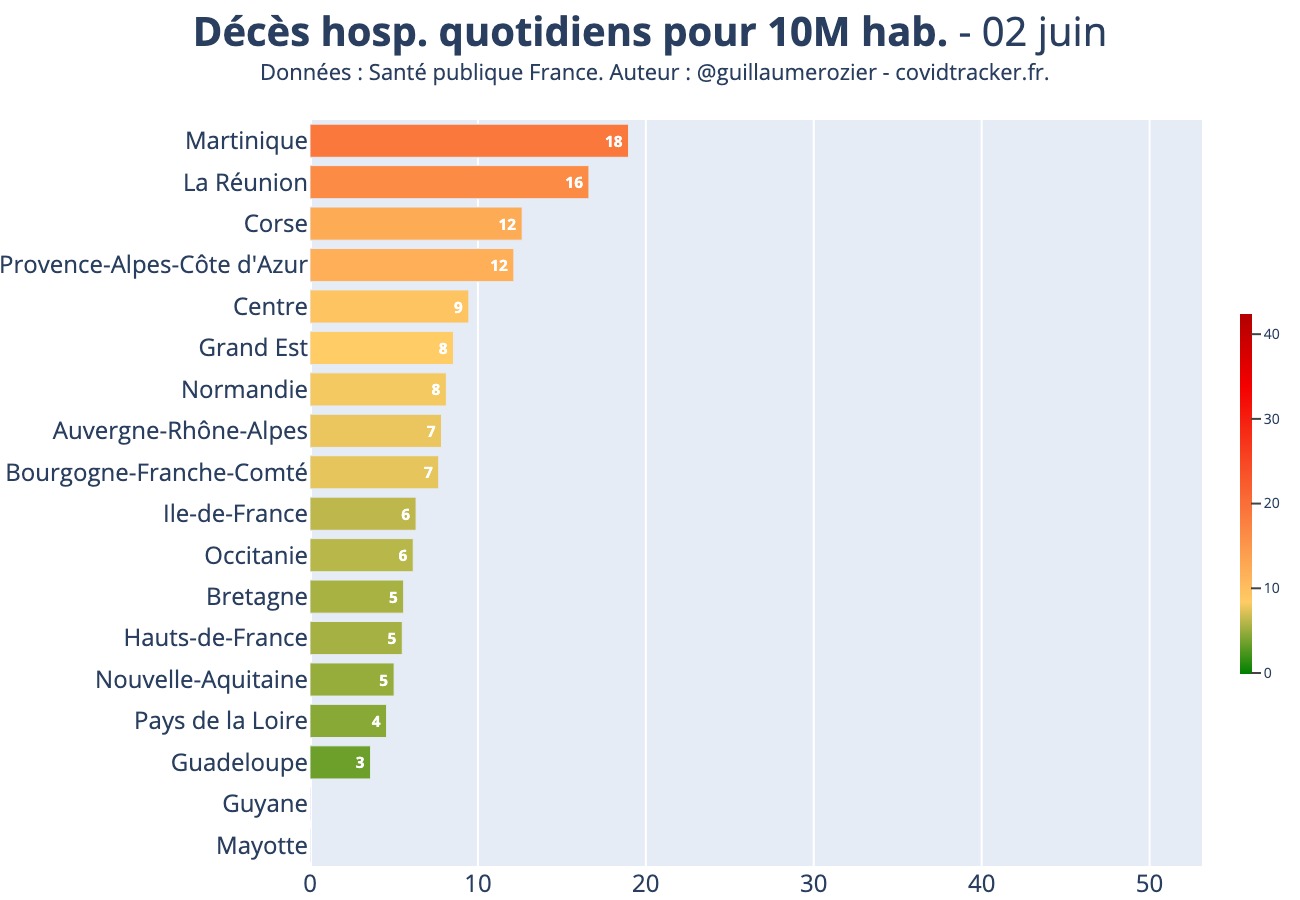 Décès hosp. quotidiens pour 10M hab. - 02 juin
Données : Santé publique France. Auteur : @guillaumerozier - covidtracker.fr.
Martinique 18
La Réunion 16
Corse 12
Provence-Alpes-Côte d'Azur 12
Centre 9
Grand Est 8
Normandie 8
Auvergne-Rhône-Alpes 7
Bourgogne-Franche-Comté 7
Ile-de-France 6
Occitanie 6
Bretagne 5
Hauts-de-France 5
Nouvelle-Aquitaine 5
Pays de la Loire 4
Guadeloupe 3
Guyane
Mayotte
0 10 20 30 40 50
40
30
20
10
0